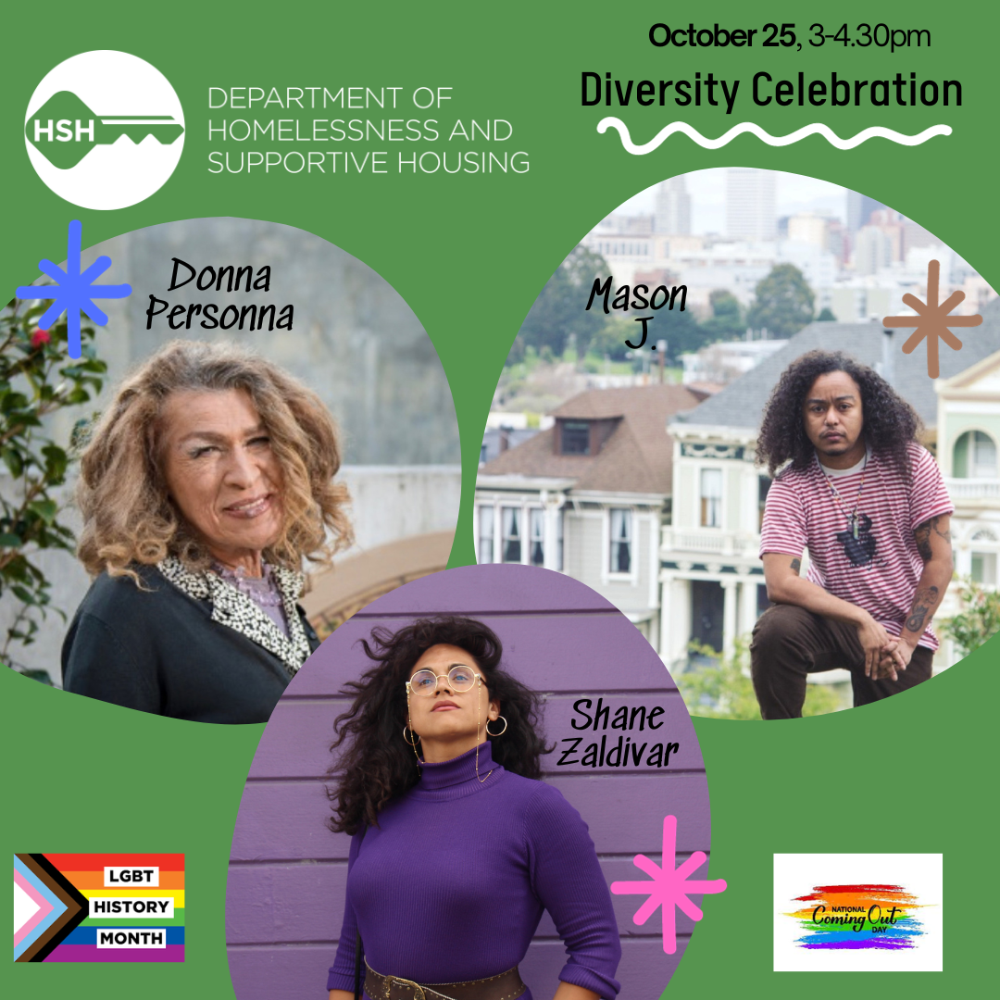 October 25, 3-4.30pm
Diversity Celebration
HSH
DEPARTMENT OF
HOMELESSNESS AND
SUPPORTIVE HOUSING
Donna
Personna
Mason
J.
Shane
Zaldivar
LGBT
HISTORY
MONTH
NATIONAL
Coming Out
DAY